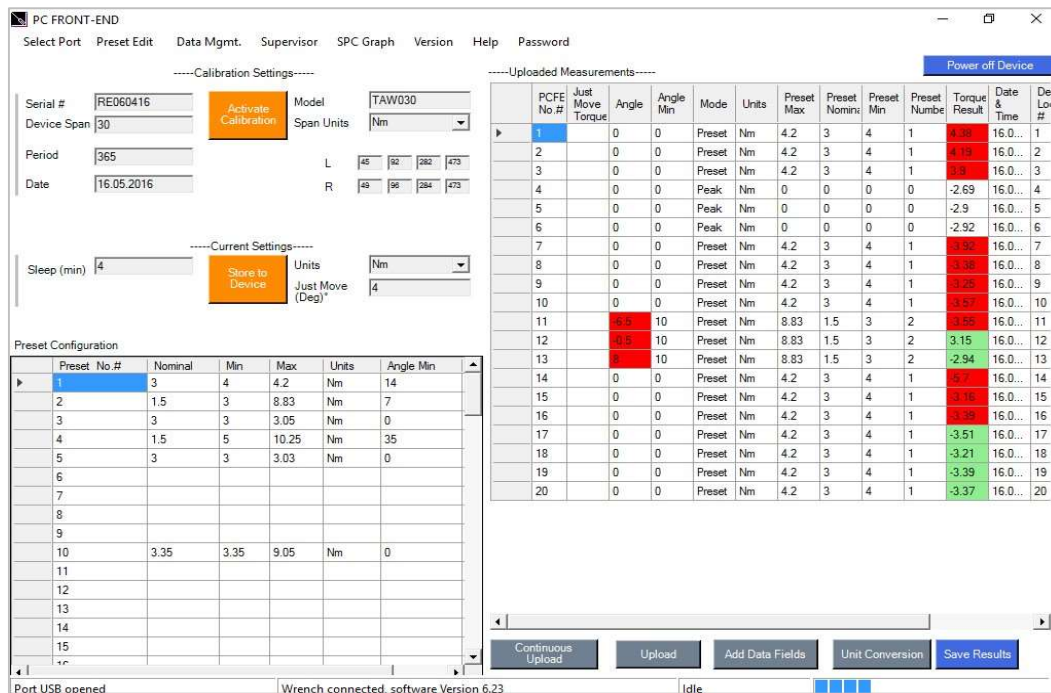 PC FRONT-END
Select Port Preset Edit Data Mgmt. Supervisor SPC Graph Version Help Password
Power off Device
-----Calibration Settings-----
Serial # RE060416 Activate Calibration Model TAW030
Device Span 30 Span Units Nm
Period 365 L 45 92 282 473
Date 16.05.2016 R 49 96 284 473
-----Current Settings-----
Sleep (min) 4 Store to Device Units Nm
Just Move (Deg)* 4
Preset Configuration
Preset No.# Nominal Min Max Units Angle Min
1 3 4 4.2 Nm 14
2 1.5 3 8.83 Nm 7
3 3 3 3.05 Nm 0
4 1.5 5 10.25 Nm 35
5 3 3 3.03 Nm 0
6
7
8
9
10 3.35 3.35 9.05 Nm 0
11
12
13
14
15
-----Uploaded Measurements-----
PCFE No.# Just Move Torque Angle Angle Min Mode Units Preset Max Preset Nomina Preset Min Preset Numbe Torque Result Date & Time De Loc #
1 0 0 Preset Nm 4.2 3 4 1 4.38 16.0... 1
2 0 0 Preset Nm 4.2 3 4 1 4.19 16.0... 2
3 0 0 Preset Nm 4.2 3 4 1 3.9 16.0... 3
4 0 0 Peak Nm 0 0 0 0 -2.69 16.0... 4
5 0 0 Peak Nm 0 0 0 0 -2.9 16.0... 5
6 0 0 Peak Nm 0 0 0 0 -2.92 16.0... 6
7 0 0 Preset Nm 4.2 3 4 1 -3.92 16.0... 7
8 0 0 Preset Nm 4.2 3 4 1 -3.38 16.0... 8
9 0 0 Preset Nm 4.2 3 4 1 -3.25 16.0... 9
10 0 0 Preset Nm 4.2 3 4 1 -3.57 16.0... 10
11 -6.5 10 Preset Nm 8.83 1.5 3 2 -3.55 16.0... 11
12 -0.5 10 Preset Nm 8.83 1.5 3 2 3.15 16.0... 12
13 8 10 Preset Nm 8.83 1.5 3 2 -2.94 16.0... 13
14 0 0 Preset Nm 4.2 3 4 1 -5.7 16.0... 14
15 0 0 Preset Nm 4.2 3 4 1 -3.16 16.0... 15
16 0 0 Preset Nm 4.2 3 4 1 -3.39 16.0... 16
17 0 0 Preset Nm 4.2 3 4 1 -3.51 16.0... 17
18 0 0 Preset Nm 4.2 3 4 1 -3.21 16.0... 18
19 0 0 Preset Nm 4.2 3 4 1 -3.39 16.0... 19
20 0 0 Preset Nm 4.2 3 4 1 -3.37 16.0... 20
Continuous Upload Upload Add Data Fields Unit Conversion Save Results
Port USB opened Wrench connected, software Version 6.23 Idle